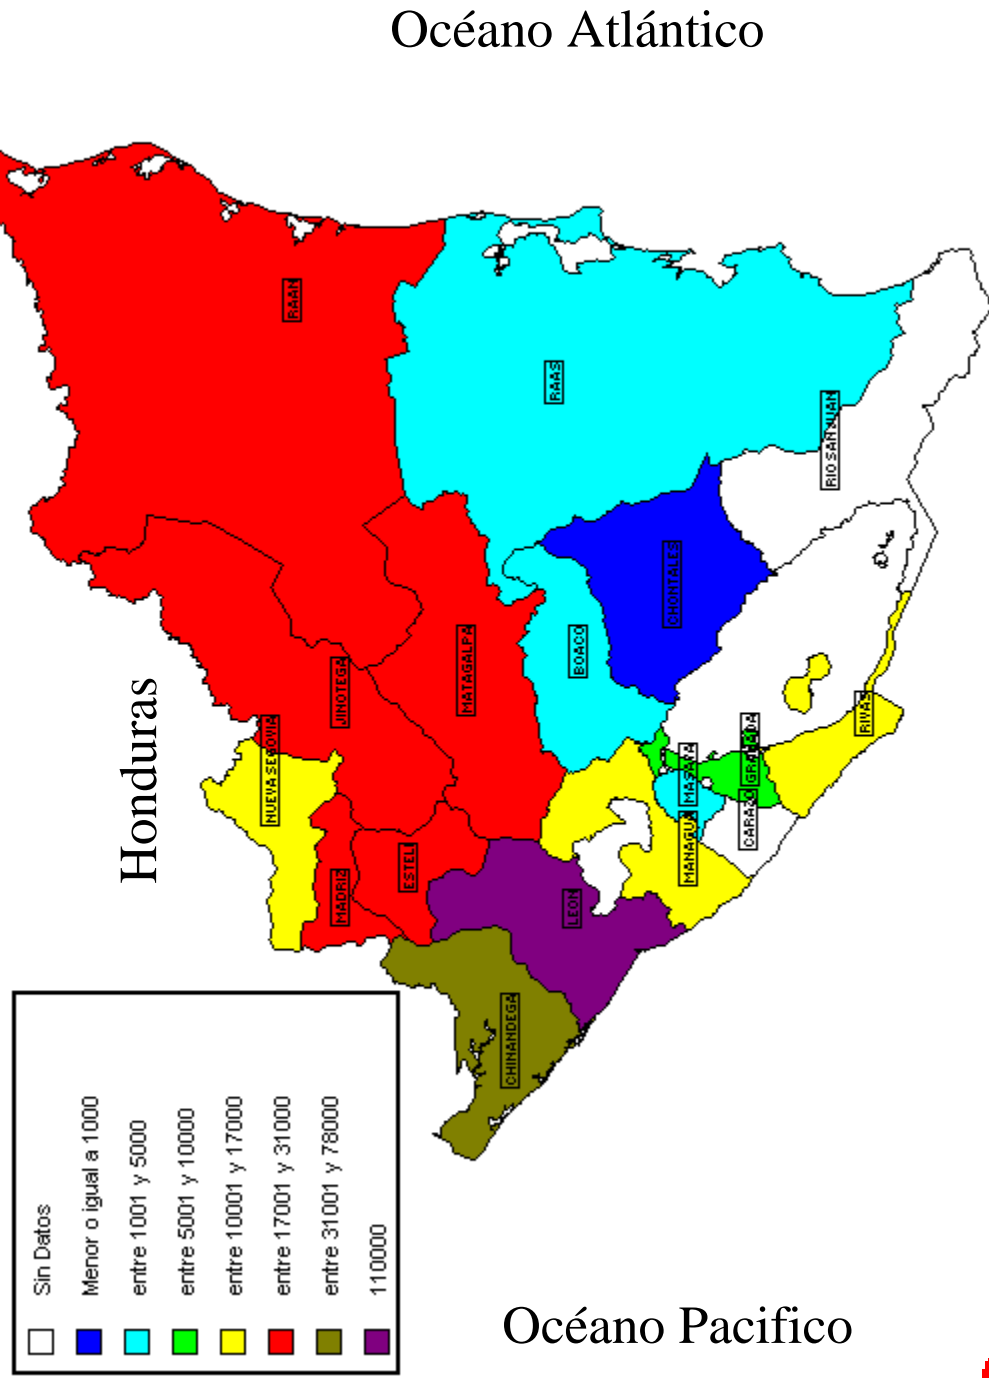 Océano Atlántico
RAAN
RAAS
RIO SAN JUAN
CHONTALES
BOACO
MATAGALPA
JINOTEGA
Honduras
NUEVA SEGOVIA
RIVAS
GRANADA
MASAYA
CARAZO
MANAGUA
ESTELI
MADRIZ
LEON
CHINANDEGA
Sin Datos
Menor o igual a 1000
entre 1001 y 5000
entre 5001 y 10000
entre 10001 y 17000
entre 17001 y 31000
entre 31001 y 78000
110000
Océano Pacifico